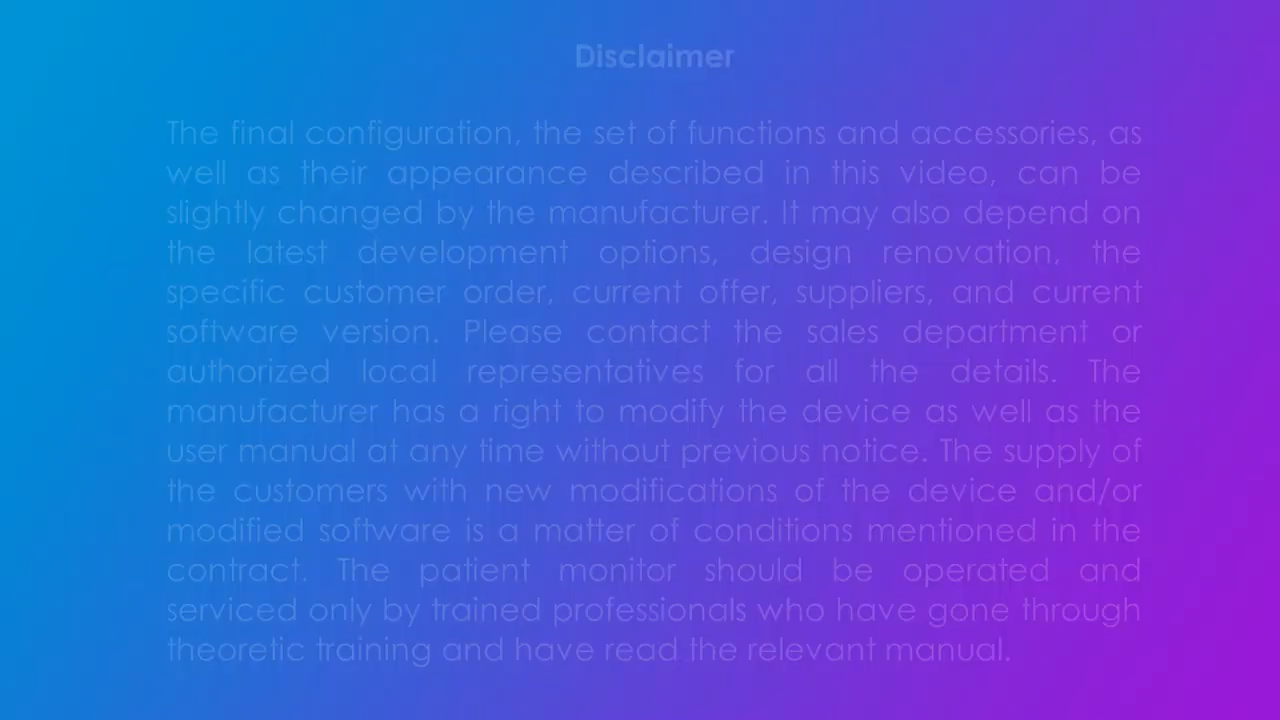 Disclaimer
The final configuration, the set of functions and accessories, as
well as their appearance described in this video, can be
slightly changed by the manufacturer. It may also depend on
the latest development options, design renovation, the
specific customer order, current offer, suppliers, and current
software version. Please contact the sales department or
authorized local representatives for all the details. The
manufacturer has a right to modify the device as well as the
user manual at any time without previous notice. The supply of
the customers with new modifications of the device and/or
modified software is a matter of conditions mentioned in the
contract. The patient monitor should be operated and
serviced only by trained professionals who have gone through
theoretic training and have read the relevant manual.